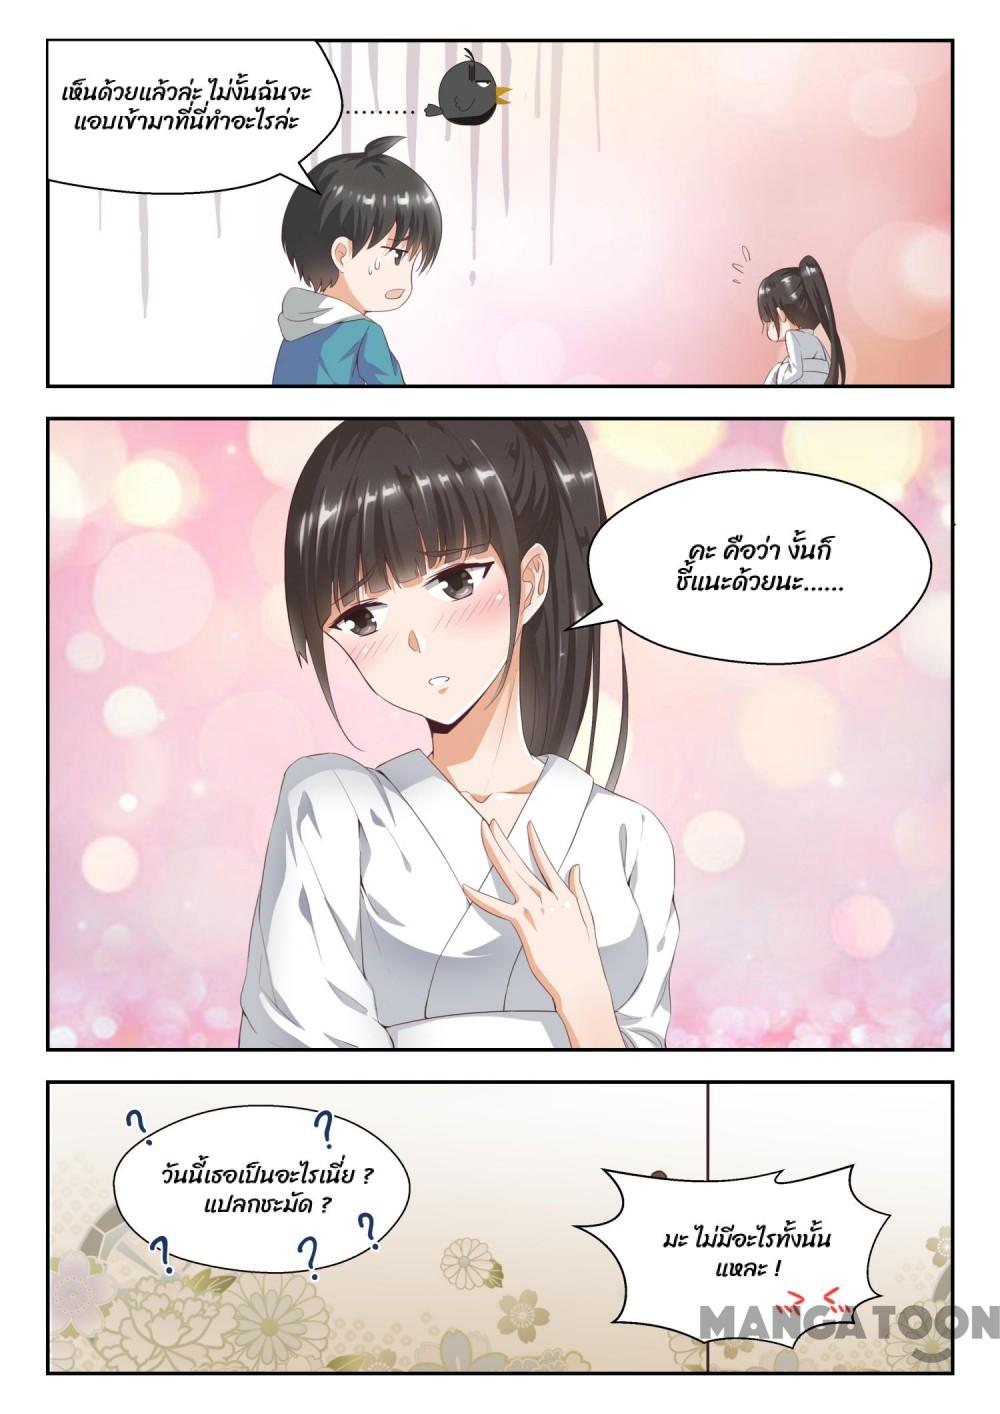 เห็นด้วยแล้วล่ะ ไม่งั้นฉันจะ
แอบเข้ามาที่นี่ทำอะไรล่ะ
.........
คะ คือว่า งั้นก็
ชี้แนะด้วยนะ......
?
?
วันนี้เธอเป็นอะไรเนี่ย ?
แปลกชะมัด ?
?
?
?
มะ ไม่มีอะไรทั้งนั้น
แหละ !
MANGATOON